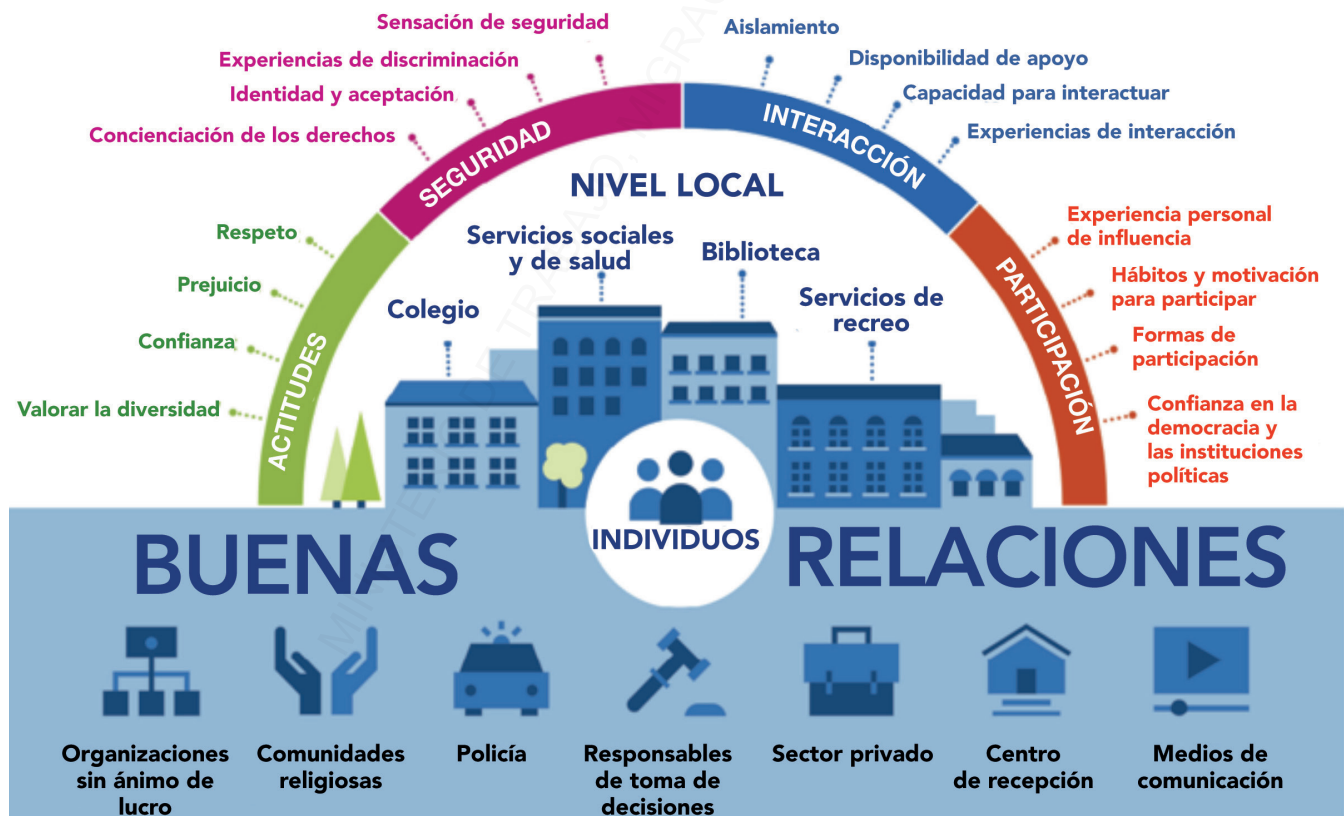 Sensación de seguridad
Experiencias de discriminación
Identidad y aceptación
Concienciación de los derechos
SEGURIDAD
Aislamiento
Disponibilidad de apoyo
Capacidad para interactuar
Experiencias de interacción
INTERACCIÓN
Respeto
Prejuicio
Confianza
Valorar la diversidad
ACTITUDES
Experiencia personal
de influencia
Hábitos y motivación
para participar
Formas de
participación
Confianza en la
democracia y
las instituciones
políticas
PARTICIPACIÓN
NIVEL LOCAL
Colegio
Servicios sociales
y de salud
Biblioteca
Servicios de
recreo
INDIVIDUOS
BUENAS RELACIONES
Organizaciones
sin ánimo de
lucro
Comunidades
religiosas
Policía
Responsables
de toma de
decisiones
Sector privado
Centro
de recepción
Medios de
comunicación